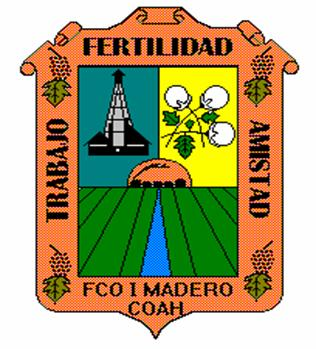 FERTILIDAD
TRABAJO
AMISTAD
FCO I MADERO
COAH